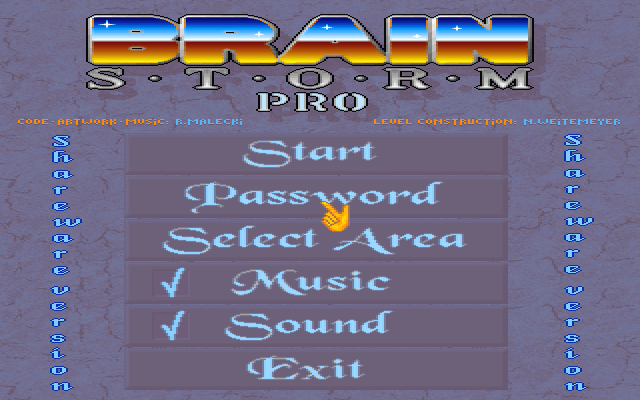 BRAIN
S·T·O·R·M
PRO
CODE·ARTWORK·MUSIC: R.MALECKI
LEVEL CONSTRUCTION: N.WEITEMEYER
Shareware version
Start
Password
Select Area
Music
Sound
Exit
Shareware version